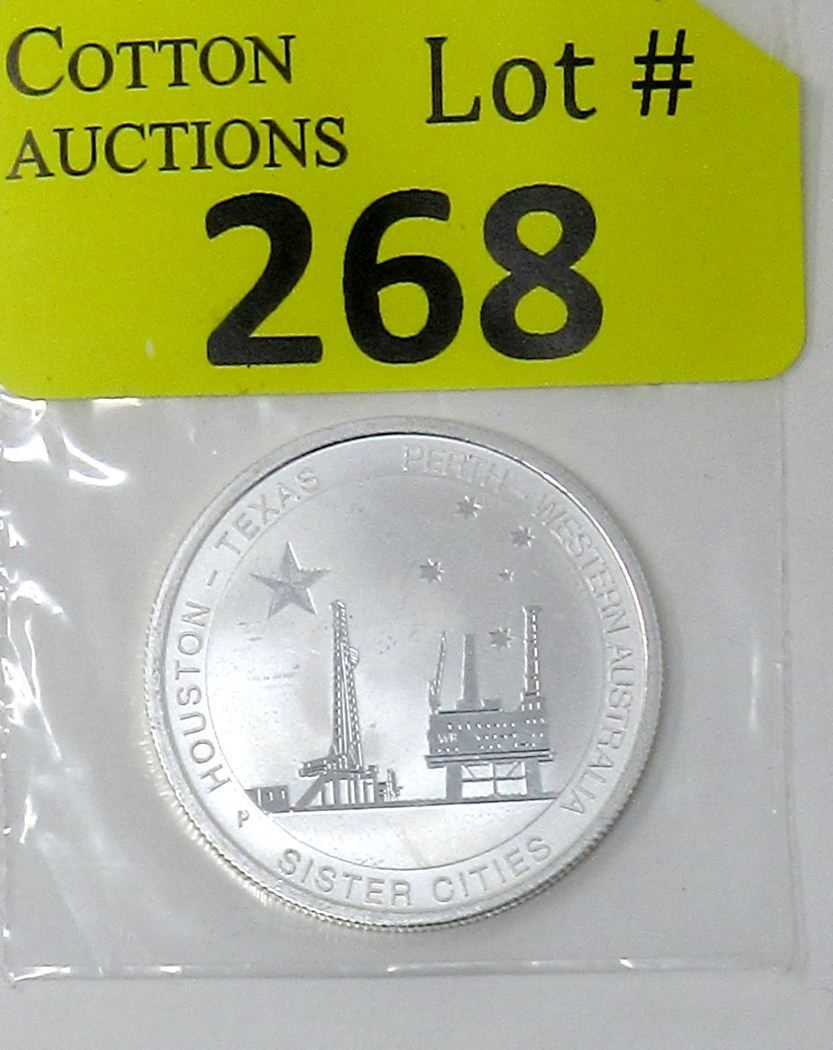 COTTON
AUCTIONS
Lot #
268
HOUSTON - TEXAS
PERTH - WESTERN AUSTRALIA
P
SISTER CITIES